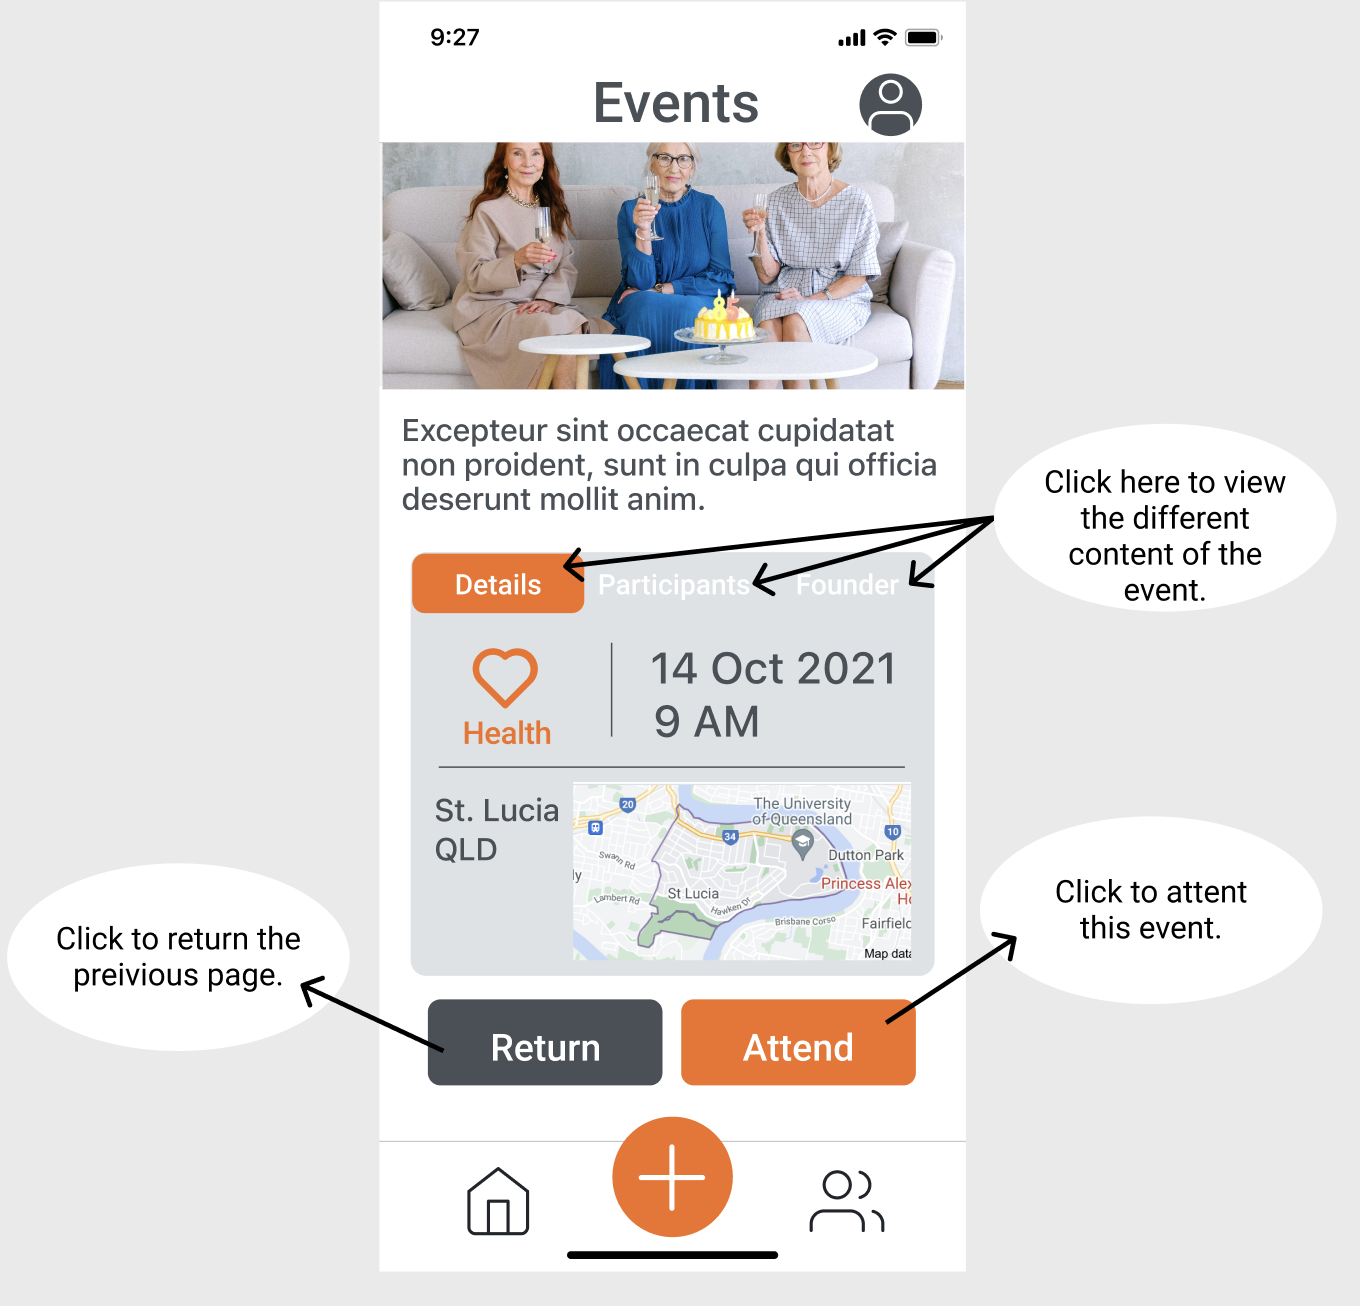 9:27
Events
85
Excepteur sint occaecat cupidatat
non proident, sunt in culpa qui officia
deserunt mollit anim.
Click here to view
the different
content of the
event.
Details
Participants
Founder
Health
14 Oct 2021
9 AM
St. Lucia
QLD
20
The University
of Queensland
34
10
Swann Rd
Dutton Park
ly
Princess Alex
Ho
St Lucia
Lambert Rd
Hawken Dr
Brisbane Corso
Fairfield
Map data
Click to attent
this event.
Click to return the
preivious page.
Return
Attend